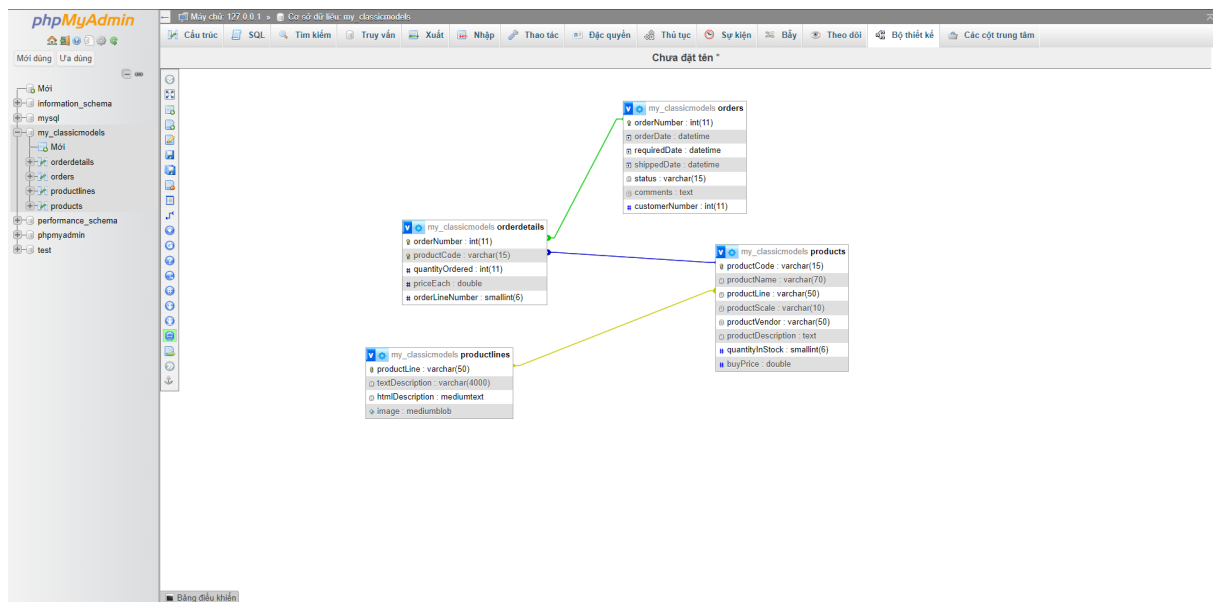 phpMyAdmin
Mới dùng Ưa dùng
Mới
information_schema
mysql
my_classicmodels
Mới
orderdetails
orders
productlines
products
performance_schema
phpmyadmin
test
Máy chủ: 127.0.0.1 » Cơ sở dữ liệu: my_classicmodels
Cấu trúc SQL Tìm kiếm Truy vấn Xuất Nhập Thao tác Đặc quyền Thủ tục Sự kiện Bẫy Theo dõi Bộ thiết kế Các cột trung tâm
Chưa đặt tên *
v my_classicmodels orders
orderNumber : int(11)
orderDate : datetime
requiredDate : datetime
shippedDate : datetime
status : varchar(15)
comments : text
# customerNumber : int(11)
v my_classicmodels orderdetails
orderNumber : int(11)
productCode : varchar(15)
# quantityOrdered : int(11)
# priceEach : double
# orderLineNumber : smallint(6)
v my_classicmodels products
productCode : varchar(15)
productName : varchar(70)
productLine : varchar(50)
productScale : varchar(10)
productVendor : varchar(50)
productDescription : text
# quantityInStock : smallint(6)
# buyPrice : double
v my_classicmodels productlines
productLine : varchar(50)
textDescription : varchar(4000)
htmlDescription : mediumtext
image : mediumblob
Bảng điều khiển